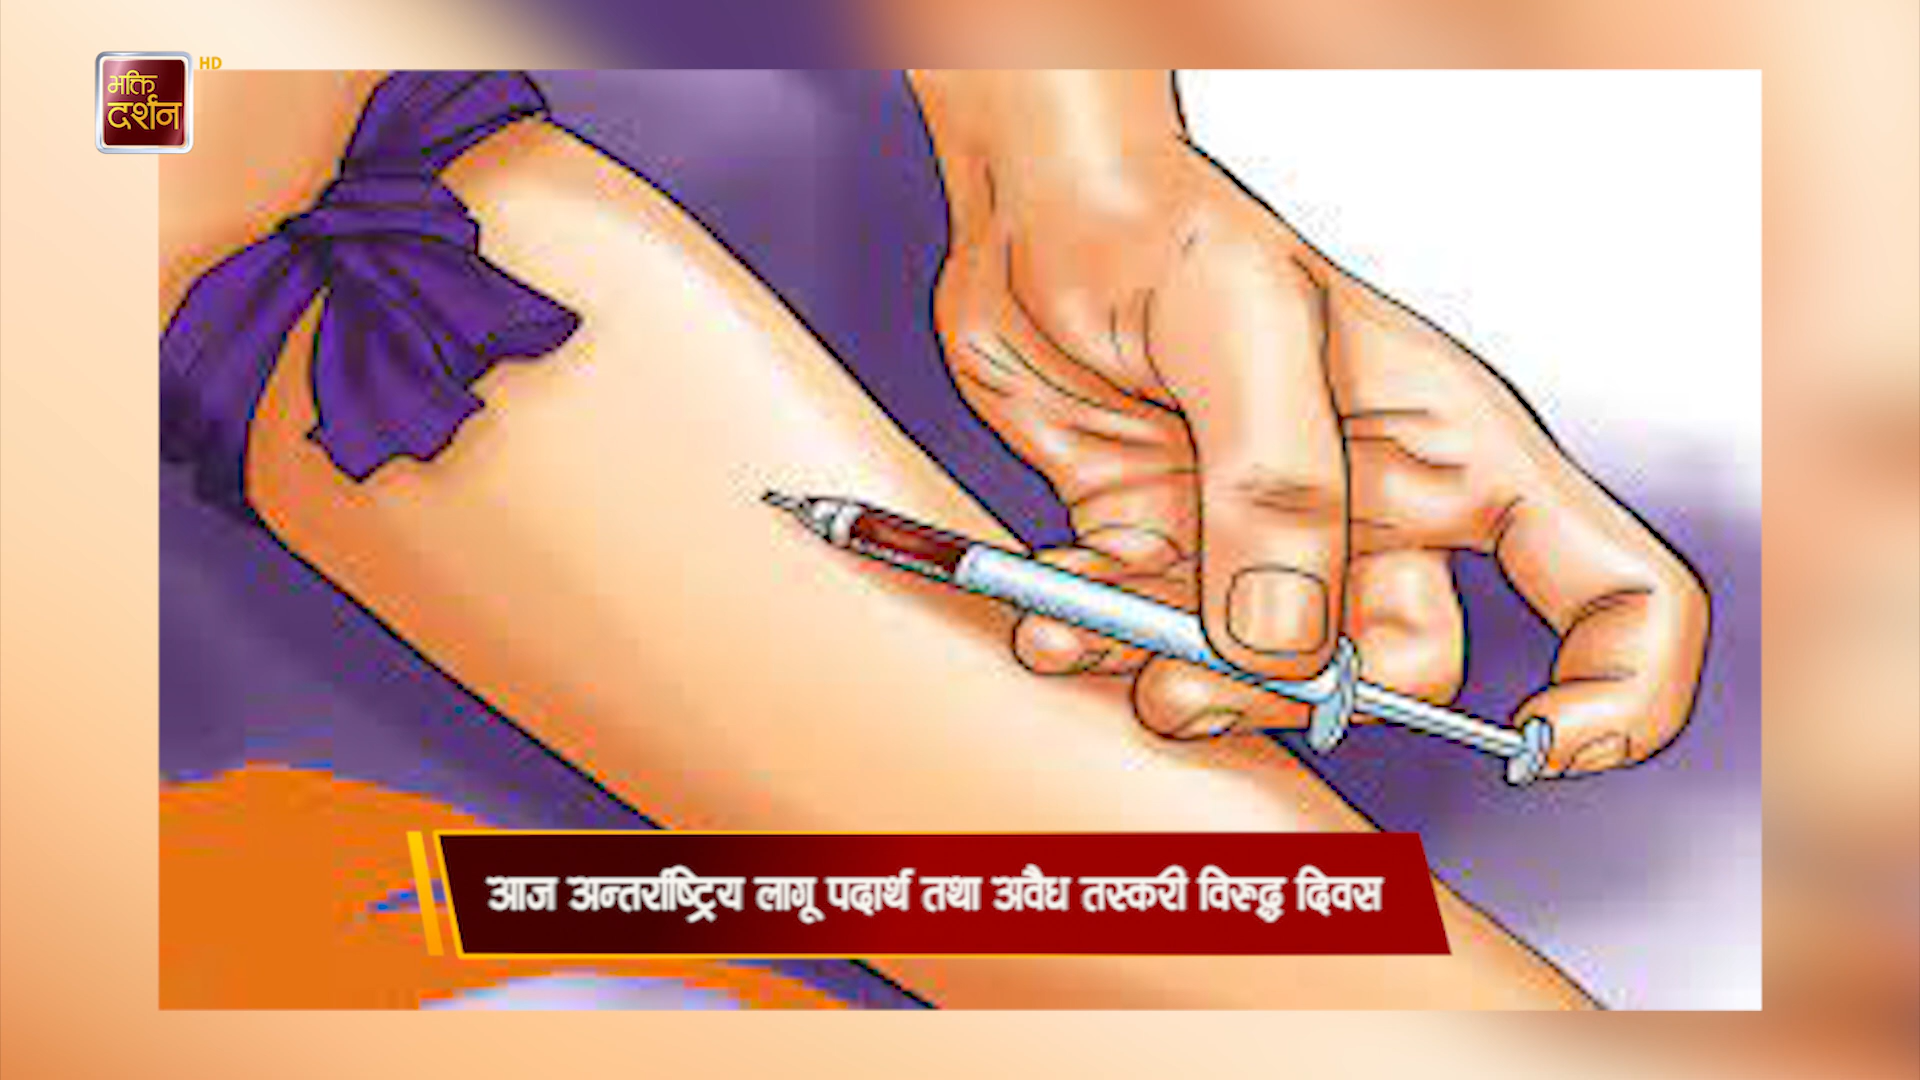 भक्ति
दर्शन
HD
आज अन्तर्राष्ट्रिय लागू पदार्थ तथा अवैध तस्करी विरूद्ध दिवस